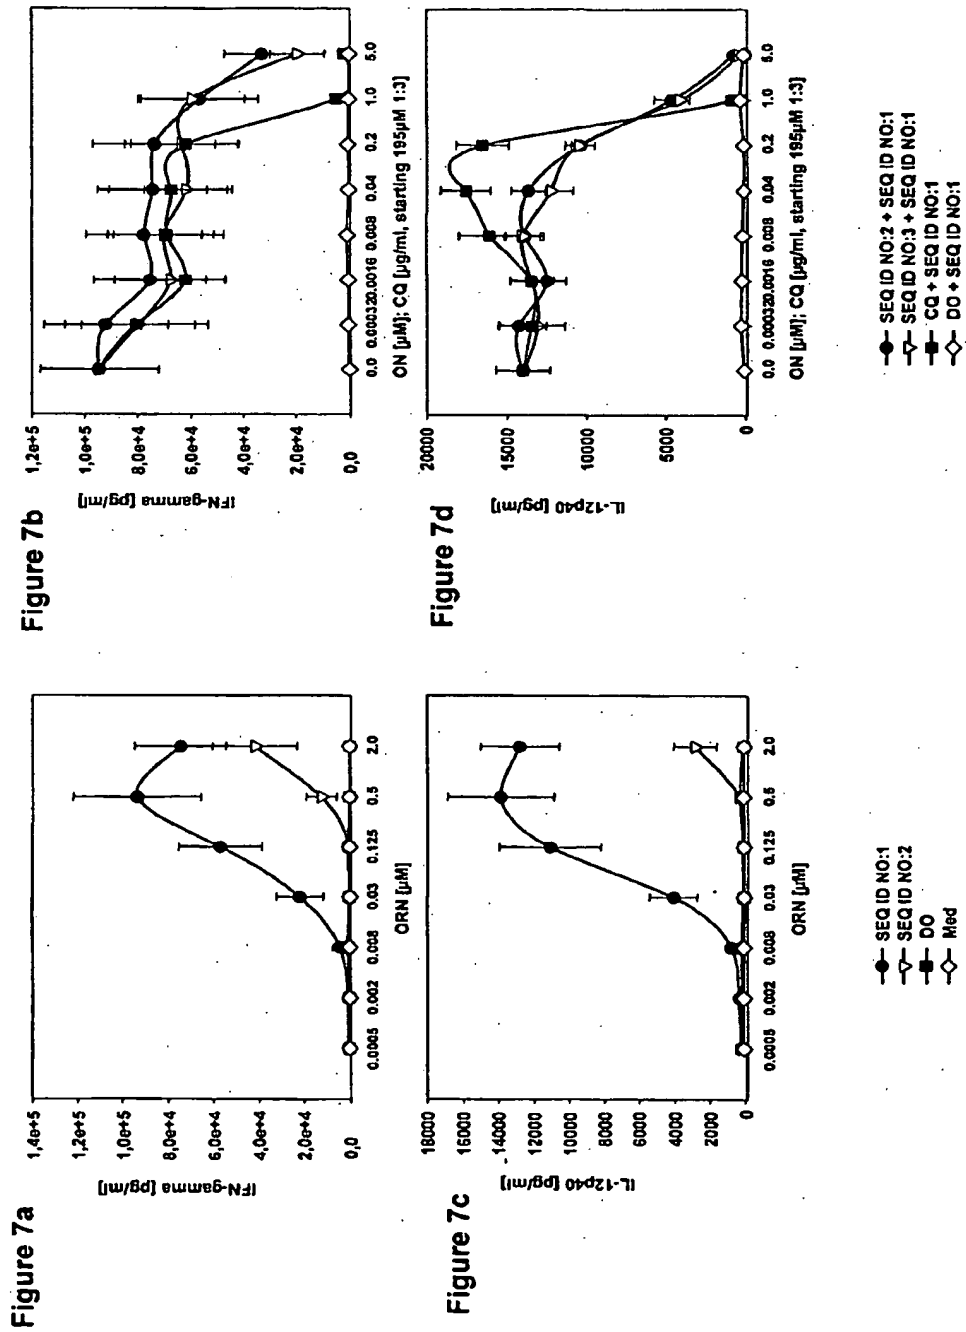 Figure 7a
IFN-gamma [pg/ml]
1,4e+5
1,2e+5
1,0e+5
8,0e+4
6,0e+4
4,0e+4
2,0e+4
0,0
0.0005 0.002 0.008 0.03 0.125 0.5 2.0
ORN [µM]
Figure 7b
IFN-gamma [pg/ml]
1,2e+5
1,0e+5
8,0e+4
6,0e+4
4,0e+4
2,0e+4
0,0
0.0 0.00032 0.0016 0.008 0.04 0.2 1.0 5.0
ON [µM]; CQ [µg/ml, starting 195µM 1:3]
Figure 7c
IL-12p40 [pg/ml]
18000
16000
14000
12000
10000
8000
6000
4000
2000
0
0.0005 0.002 0.008 0.03 0.125 0.5 2.0
ORN [µM]
SEQ ID NO:1
SEQ ID NO:2
DO
Med
Figure 7d
IL-12p40 [pg/ml]
20000
15000
10000
5000
0
0.0 0.00032 0.0016 0.008 0.04 0.2 1.0 5.0
ON [µM]; CQ [µg/ml, starting 195µM 1:3]
SEQ ID NO:2 + SEQ ID NO:1
SEQ ID NO:3 + SEQ ID NO:1
CQ + SEQ ID NO:1
DO + SEQ ID NO:1